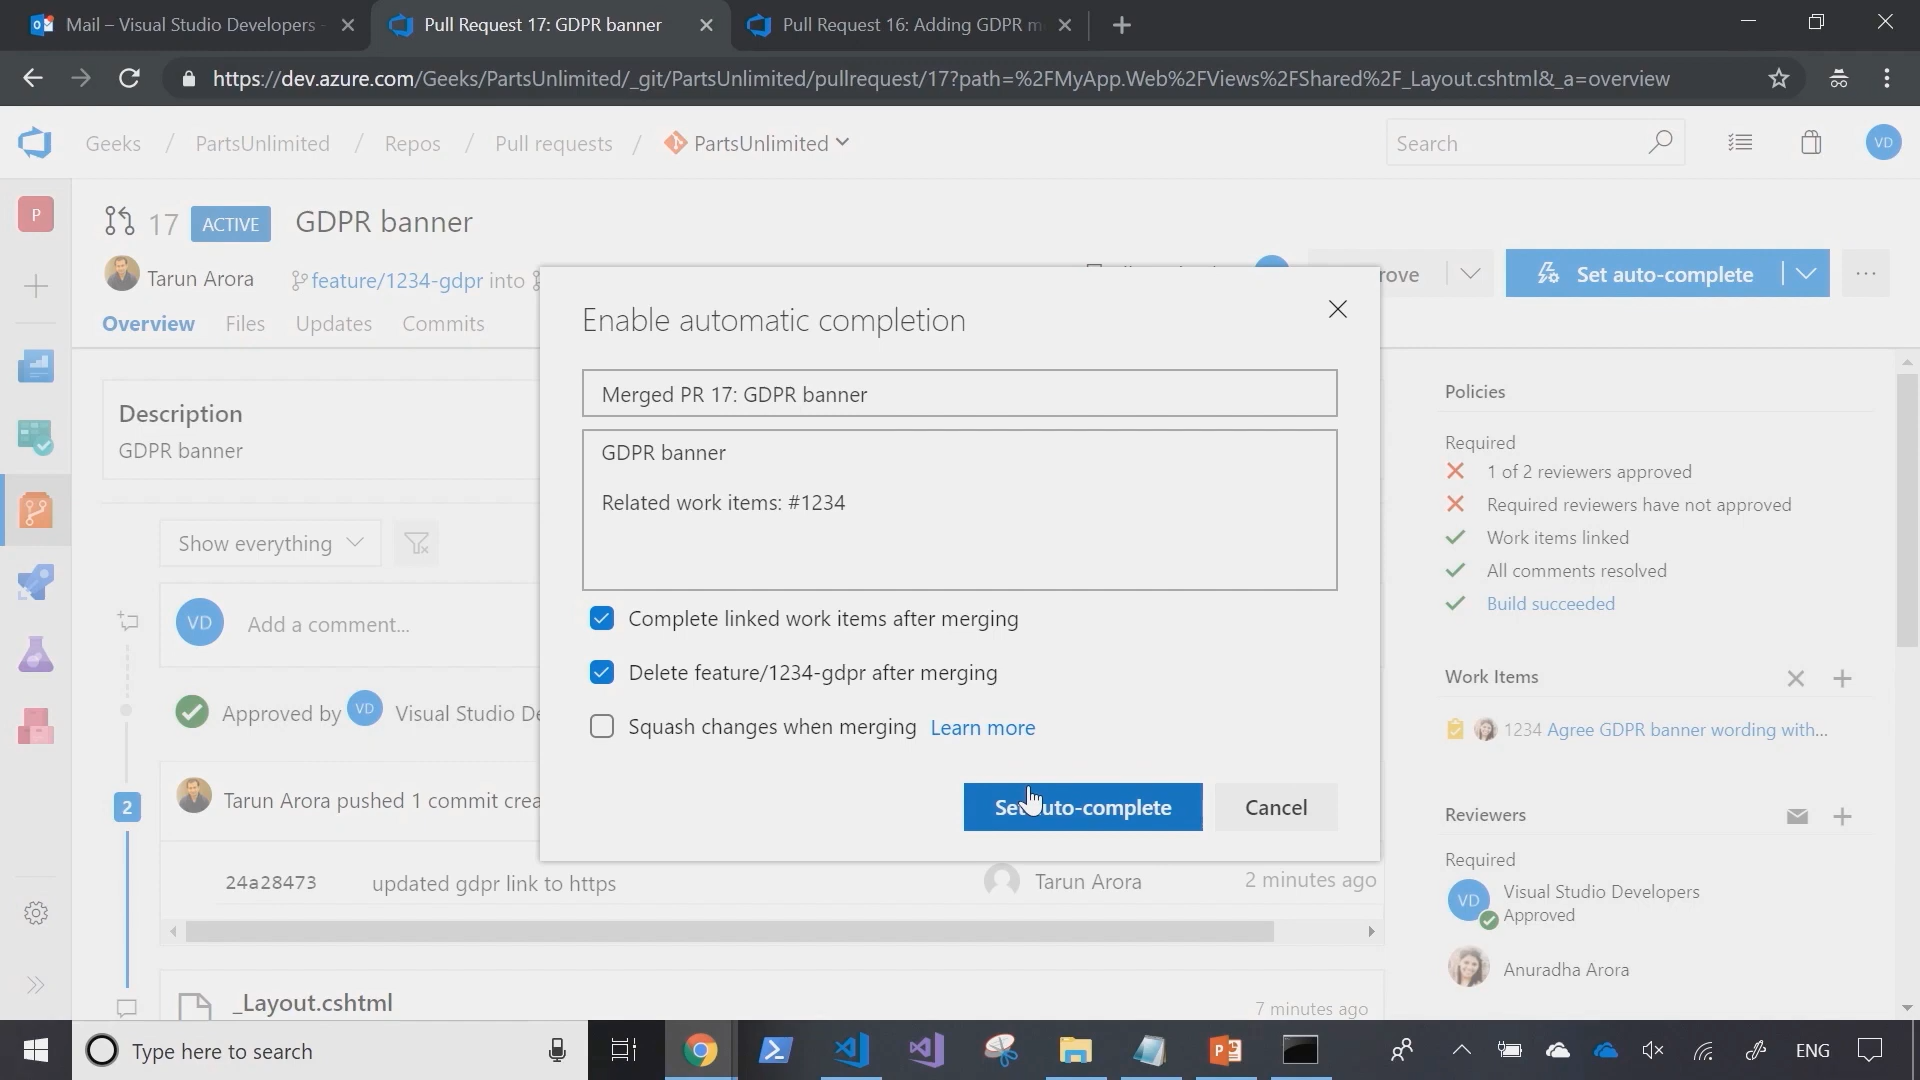 Mail – Visual Studio Developers -
Pull Request 17: GDPR banner
Pull Request 16: Adding GDPR m
https://dev.azure.com/Geeks/PartsUnlimited/_git/PartsUnlimited/pullrequest/17?path=%2FMyApp.Web%2FViews%2FShared%2F_Layout.cshtml&_a=overview
Geeks / PartsUnlimited / Repos / Pull requests / PartsUnlimited
Search
VD
P
17 ACTIVE GDPR banner
Tarun Arora feature/1234-gdpr into
rove
Set auto-complete
Overview Files Updates Commits
Description
GDPR banner
Show everything
VD Add a comment...
Approved by VD Visual Studio De
2
Tarun Arora pushed 1 commit crea
24a28473 updated gdpr link to https Tarun Arora 2 minutes ago
_Layout.cshtml 7 minutes ago
Enable automatic completion
Merged PR 17: GDPR banner
GDPR banner
Related work items: #1234
Complete linked work items after merging
Delete feature/1234-gdpr after merging
Squash changes when merging Learn more
Set auto-complete
Cancel
Policies
Required
1 of 2 reviewers approved
Required reviewers have not approved
Work items linked
All comments resolved
Build succeeded
Work Items
1234 Agree GDPR banner wording with...
Reviewers
Required
VD Visual Studio Developers
Approved
Anuradha Arora
Type here to search
ENG